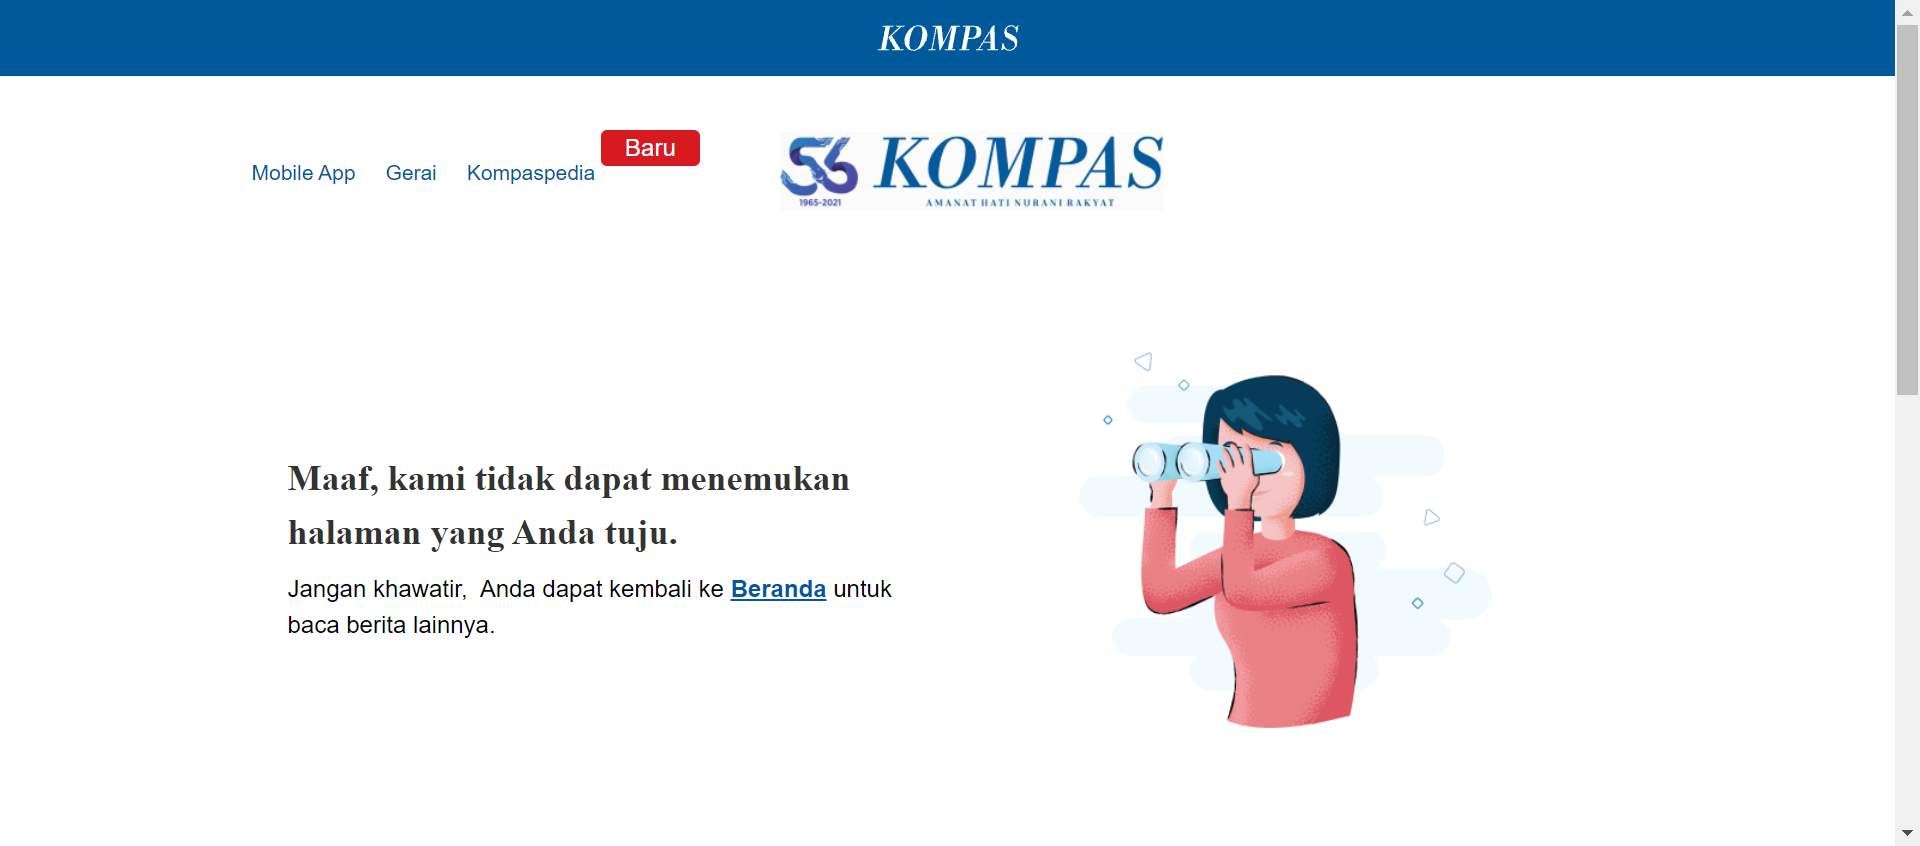 KOMPAS
Mobile App
Gerai
Kompaspedia
Baru
56
KOMPAS
1965-2021
AMANAT HATI NURANI RAKYAT
Maaf, kami tidak dapat menemukan
halaman yang Anda tuju.
Jangan khawatir, Anda dapat kembali ke Beranda untuk
baca berita lainnya.